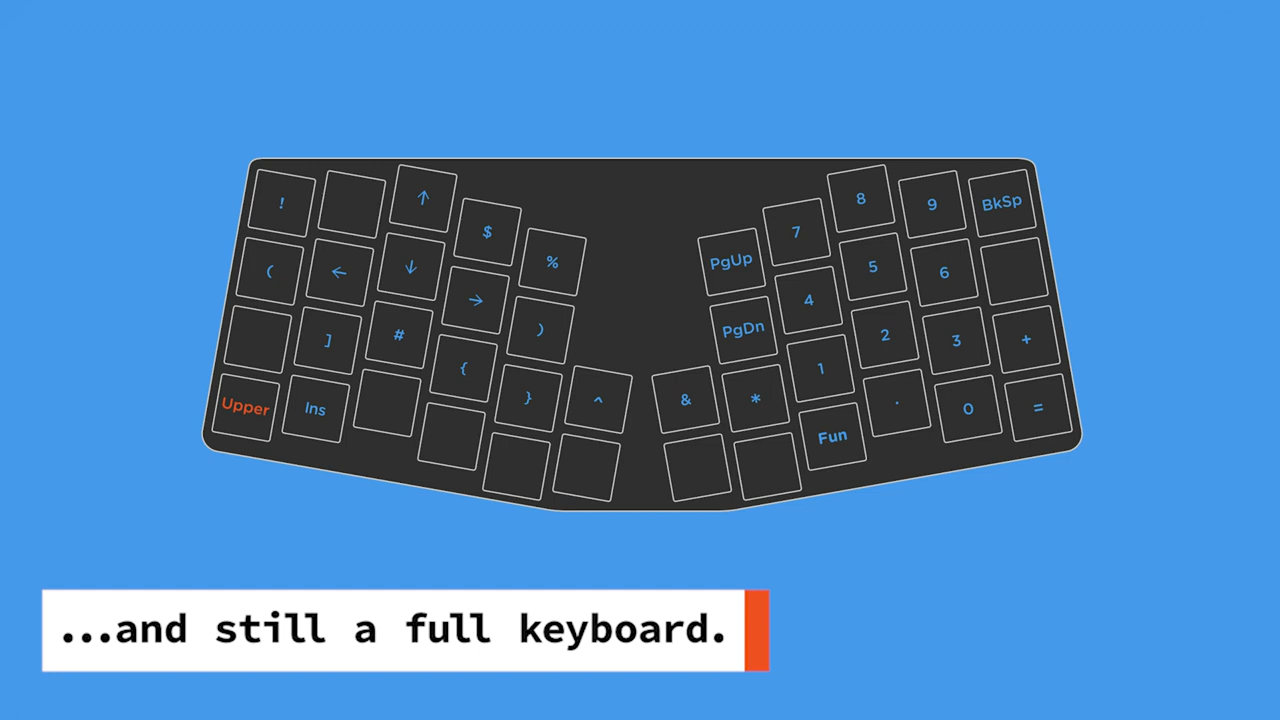 ! ↑ $ % PgUp 7 8 9 BkSp
( ← ↓ → ) PgDn 4 5 6
] # { } ^ & * 1 2 3 +
Upper Ins Fun . 0 =
...and still a full keyboard.